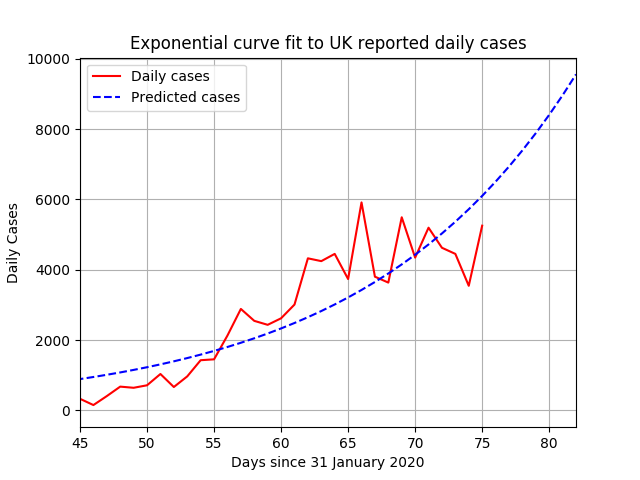 Exponential curve fit to UK reported daily cases
Daily cases
Predicted cases
10000
8000
6000
4000
2000
0
Daily Cases
45 50 55 60 65 70 75 80
Days since 31 January 2020